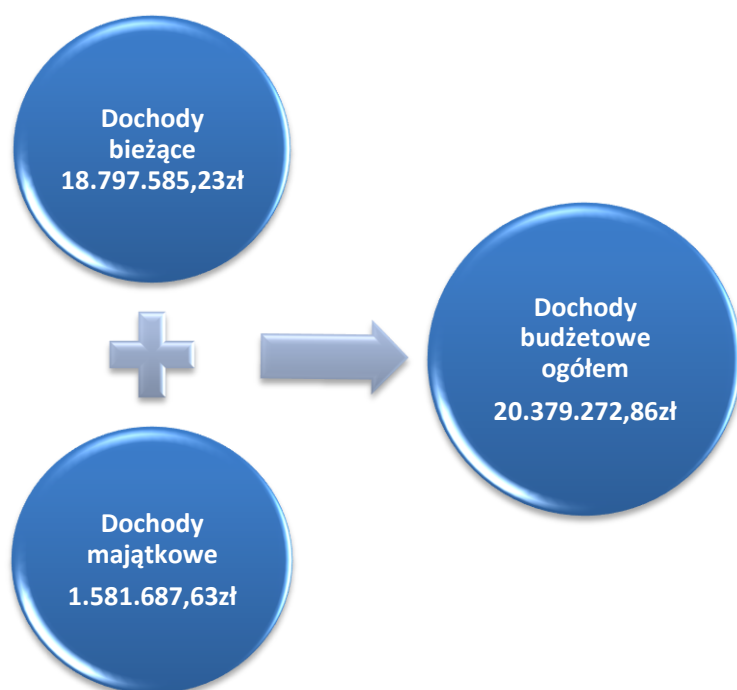 Dochody
bieżące
18.797.585,23zł
Dochody
majątkowe
1.581.687,63zł
Dochody
budżetowe
ogółem
20.379.272,86zł